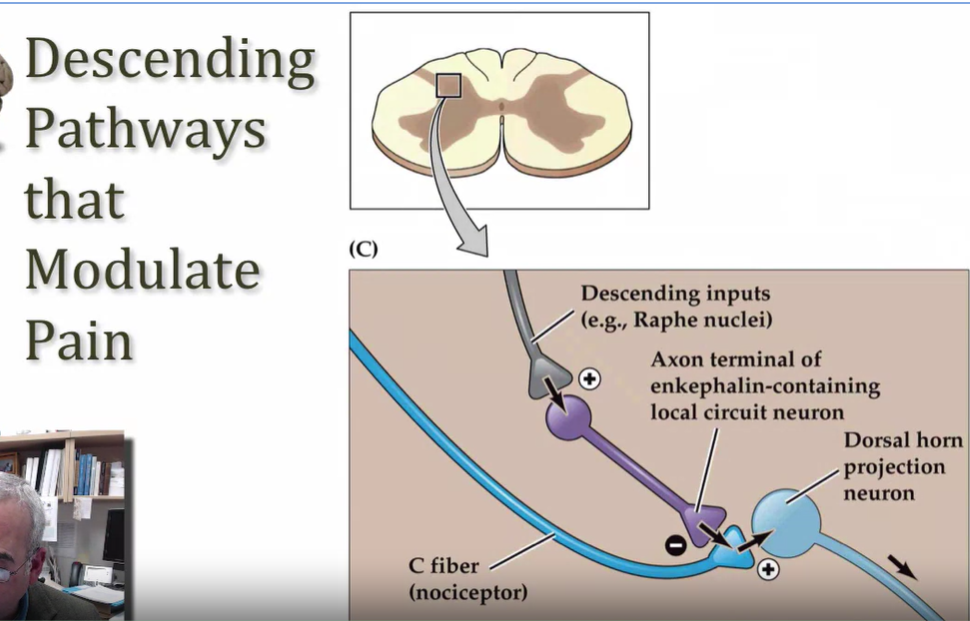 Descending
Pathways
that
Modulate
Pain
(C)
Descending inputs
(e.g., Raphe nuclei)
Axon terminal of
enkephalin-containing
local circuit neuron
Dorsal horn
projection
neuron
C fiber
(nociceptor)
+
−
+